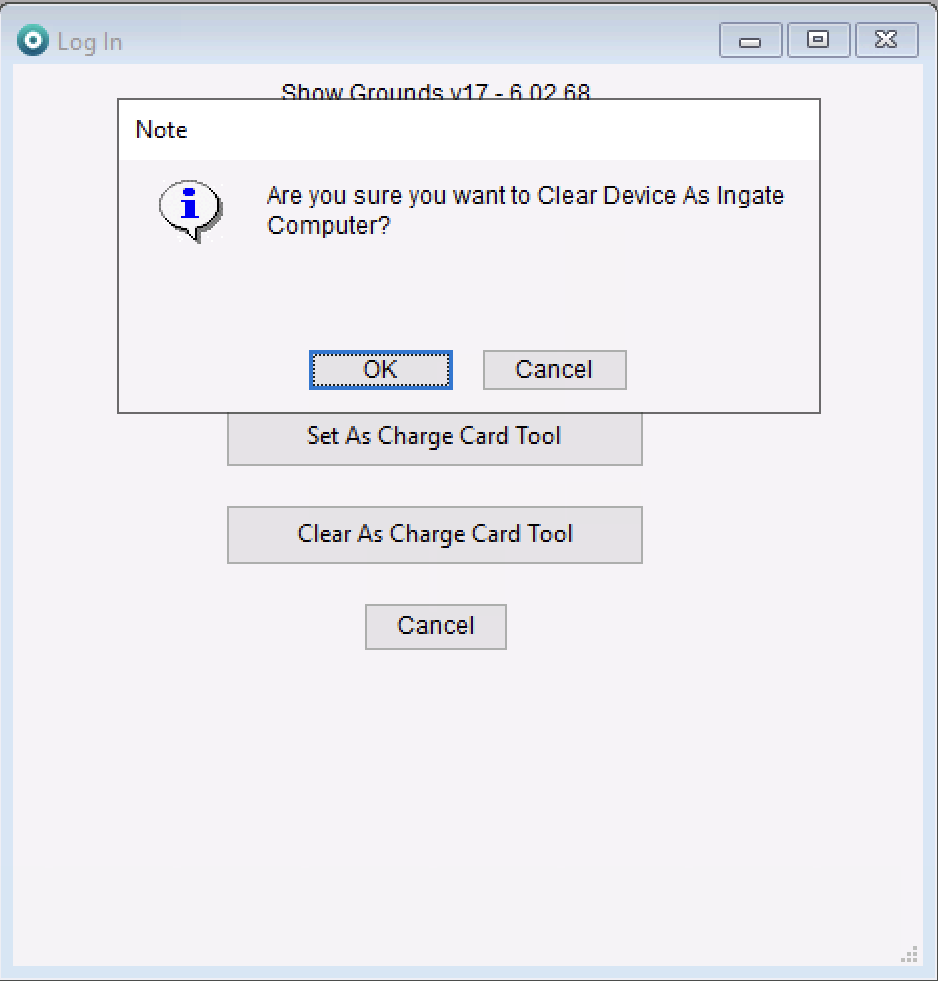 Log In
Show Grounds v17 - 6.02.68
Note
Are you sure you want to Clear Device As Ingate
Computer?
OK
Cancel
Set As Charge Card Tool
Clear As Charge Card Tool
Cancel